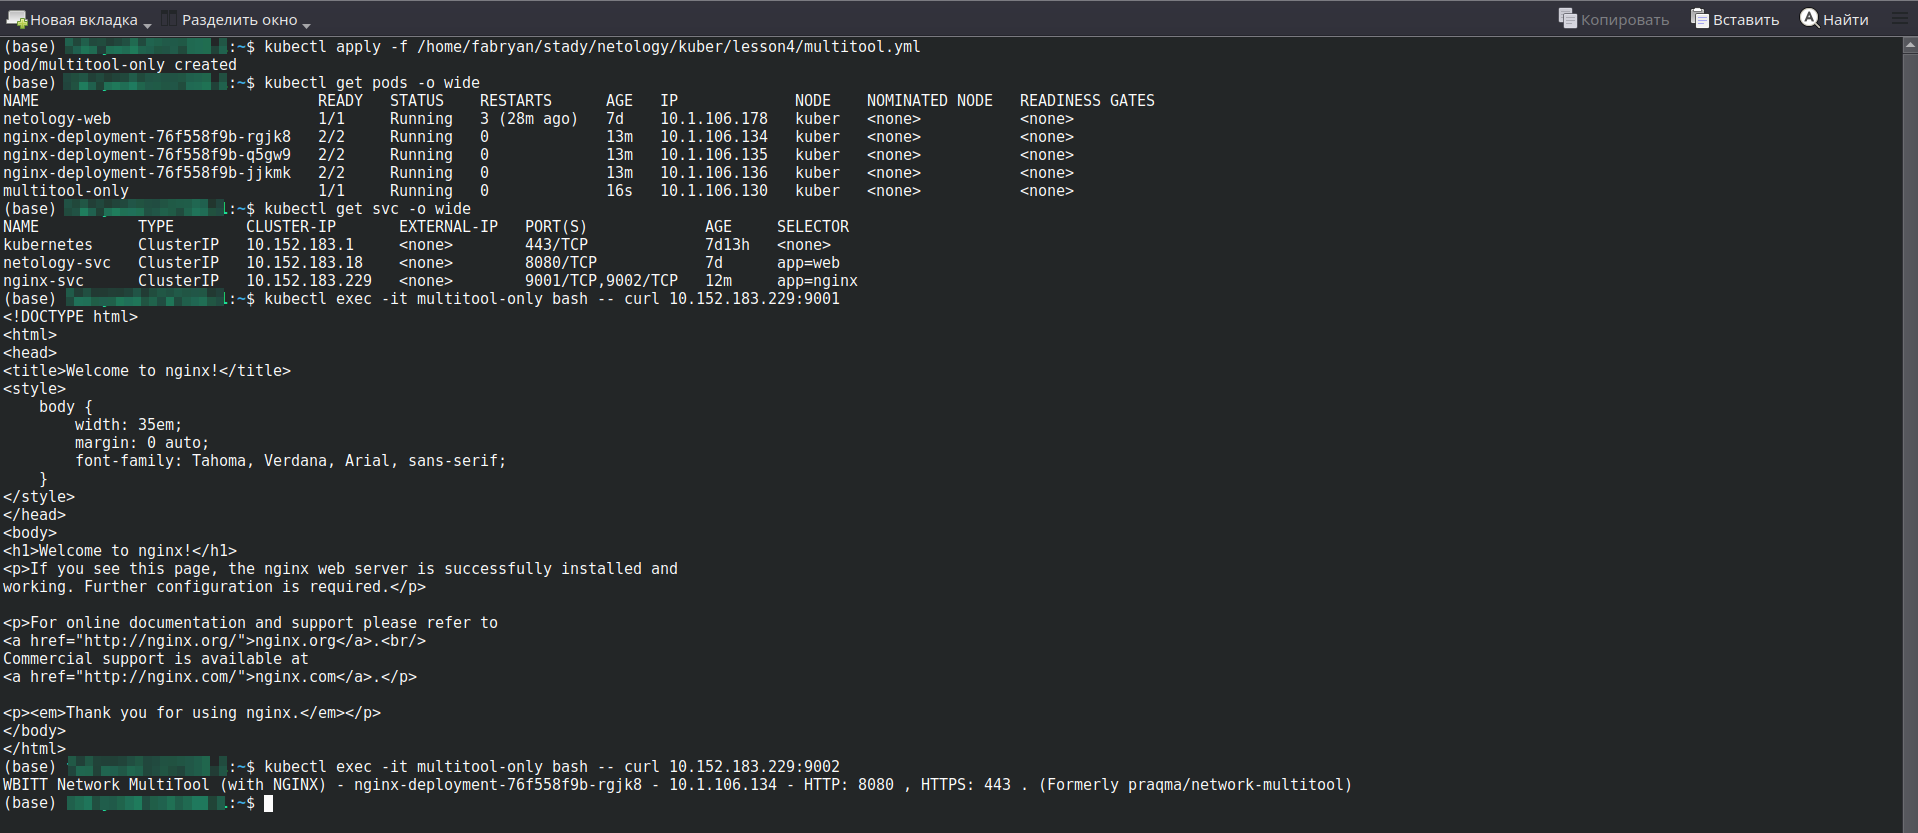 Новая вкладка Разделить окно Копировать Вставить Найти
(base) :~$ kubectl apply -f /home/fabryan/stady/netology/kuber/lesson4/multitool.yml
pod/multitool-only created
(base) :~$ kubectl get pods -o wide
NAME READY STATUS RESTARTS AGE IP NODE NOMINATED NODE READINESS GATES
netology-web 1/1 Running 3 (28m ago) 7d 10.1.106.178 kuber <none> <none>
nginx-deployment-76f558f9b-rgjk8 2/2 Running 0 13m 10.1.106.134 kuber <none> <none>
nginx-deployment-76f558f9b-q5gw9 2/2 Running 0 13m 10.1.106.135 kuber <none> <none>
nginx-deployment-76f558f9b-jjkmk 2/2 Running 0 13m 10.1.106.136 kuber <none> <none>
multitool-only 1/1 Running 0 16s 10.1.106.130 kuber <none> <none>
(base) :~$ kubectl get svc -o wide
NAME TYPE CLUSTER-IP EXTERNAL-IP PORT(S) AGE SELECTOR
kubernetes ClusterIP 10.152.183.1 <none> 443/TCP 7d13h <none>
netology-svc ClusterIP 10.152.183.18 <none> 8080/TCP 7d app=web
nginx-svc ClusterIP 10.152.183.229 <none> 9001/TCP,9002/TCP 12m app=nginx
(base) :~$ kubectl exec -it multitool-only bash -- curl 10.152.183.229:9001
<!DOCTYPE html>
<html>
<head>
<title>Welcome to nginx!</title>
<style>
    body {
        width: 35em;
        margin: 0 auto;
        font-family: Tahoma, Verdana, Arial, sans-serif;
    }
</style>
</head>
<body>
<h1>Welcome to nginx!</h1>
<p>If you see this page, the nginx web server is successfully installed and
working. Further configuration is required.</p>
<p>For online documentation and support please refer to
<a href="http://nginx.org/">nginx.org</a>.<br/>
Commercial support is available at
<a href="http://nginx.com/">nginx.com</a>.</p>
<p><em>Thank you for using nginx.</em></p>
</body>
</html>
(base) :~$ kubectl exec -it multitool-only bash -- curl 10.152.183.229:9002
WBITT Network MultiTool (with NGINX) - nginx-deployment-76f558f9b-rgjk8 - 10.1.106.134 - HTTP: 8080 , HTTPS: 443 . (Formerly praqma/network-multitool)
(base) :~$